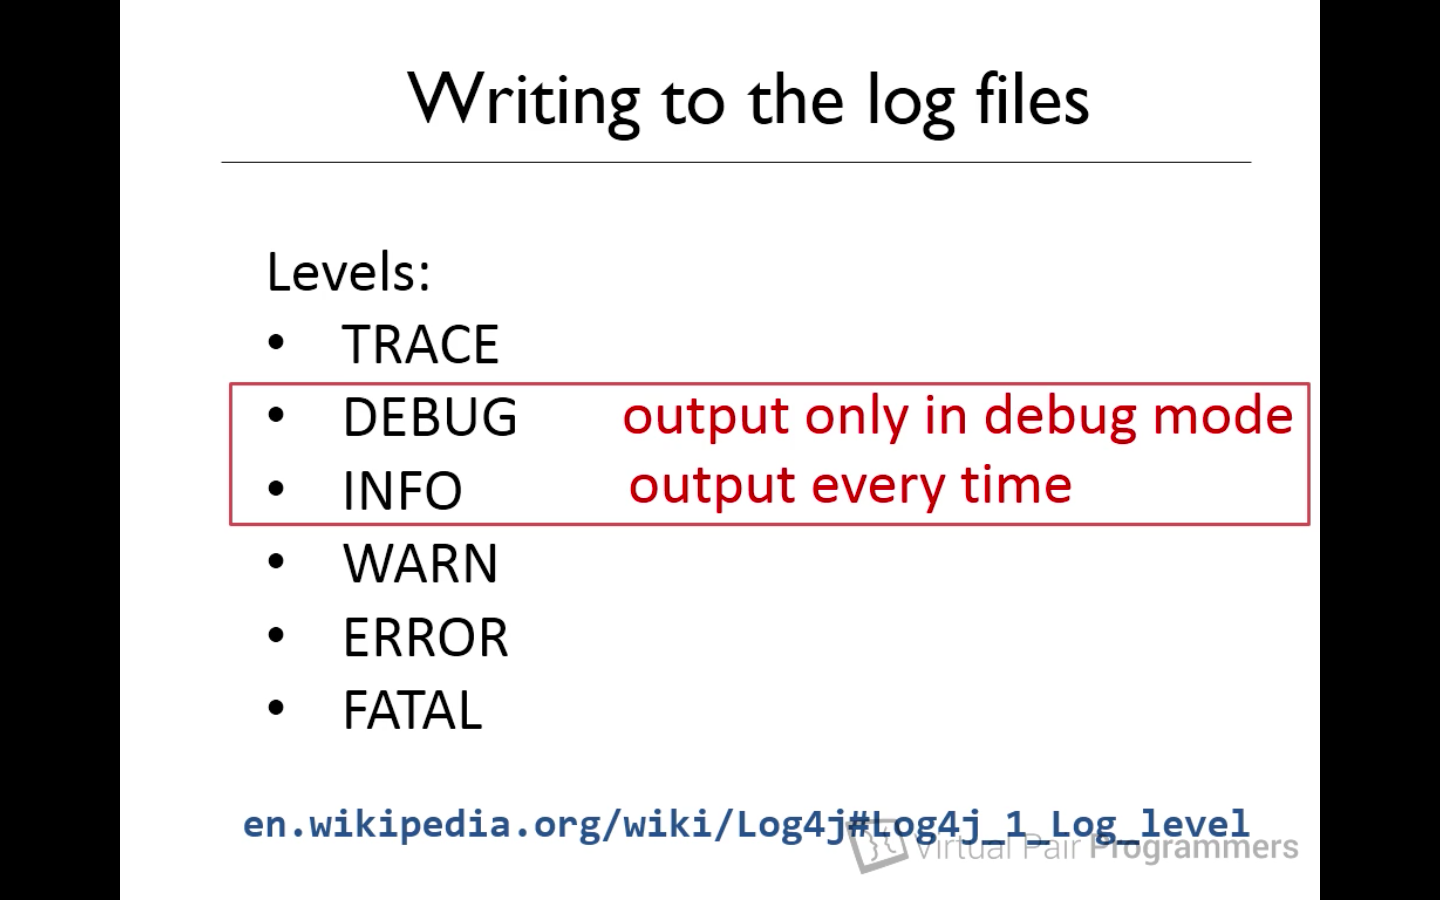 Writing to the log files
Levels:
• TRACE
• DEBUG output only in debug mode
• INFO output every time
• WARN
• ERROR
• FATAL
en.wikipedia.org/wiki/Log4j#Log4j_1_Log_level
Virtual Pair Programmers